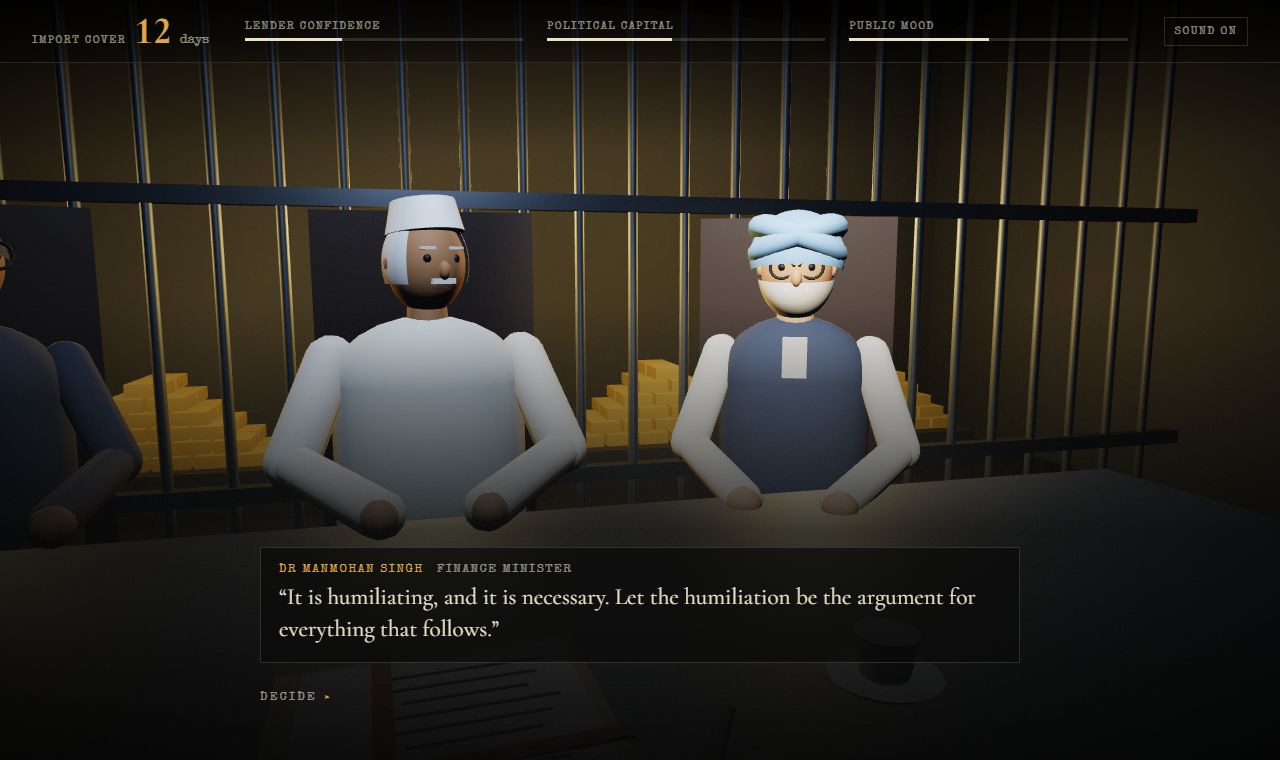 IMPORT COVER 12 days
LENDER CONFIDENCE
POLITICAL CAPITAL
PUBLIC MOOD
SOUND ON
DR MANMOHAN SINGH FINANCE MINISTER
“It is humiliating, and it is necessary. Let the humiliation be the argument for
everything that follows.”
DECIDE ▸